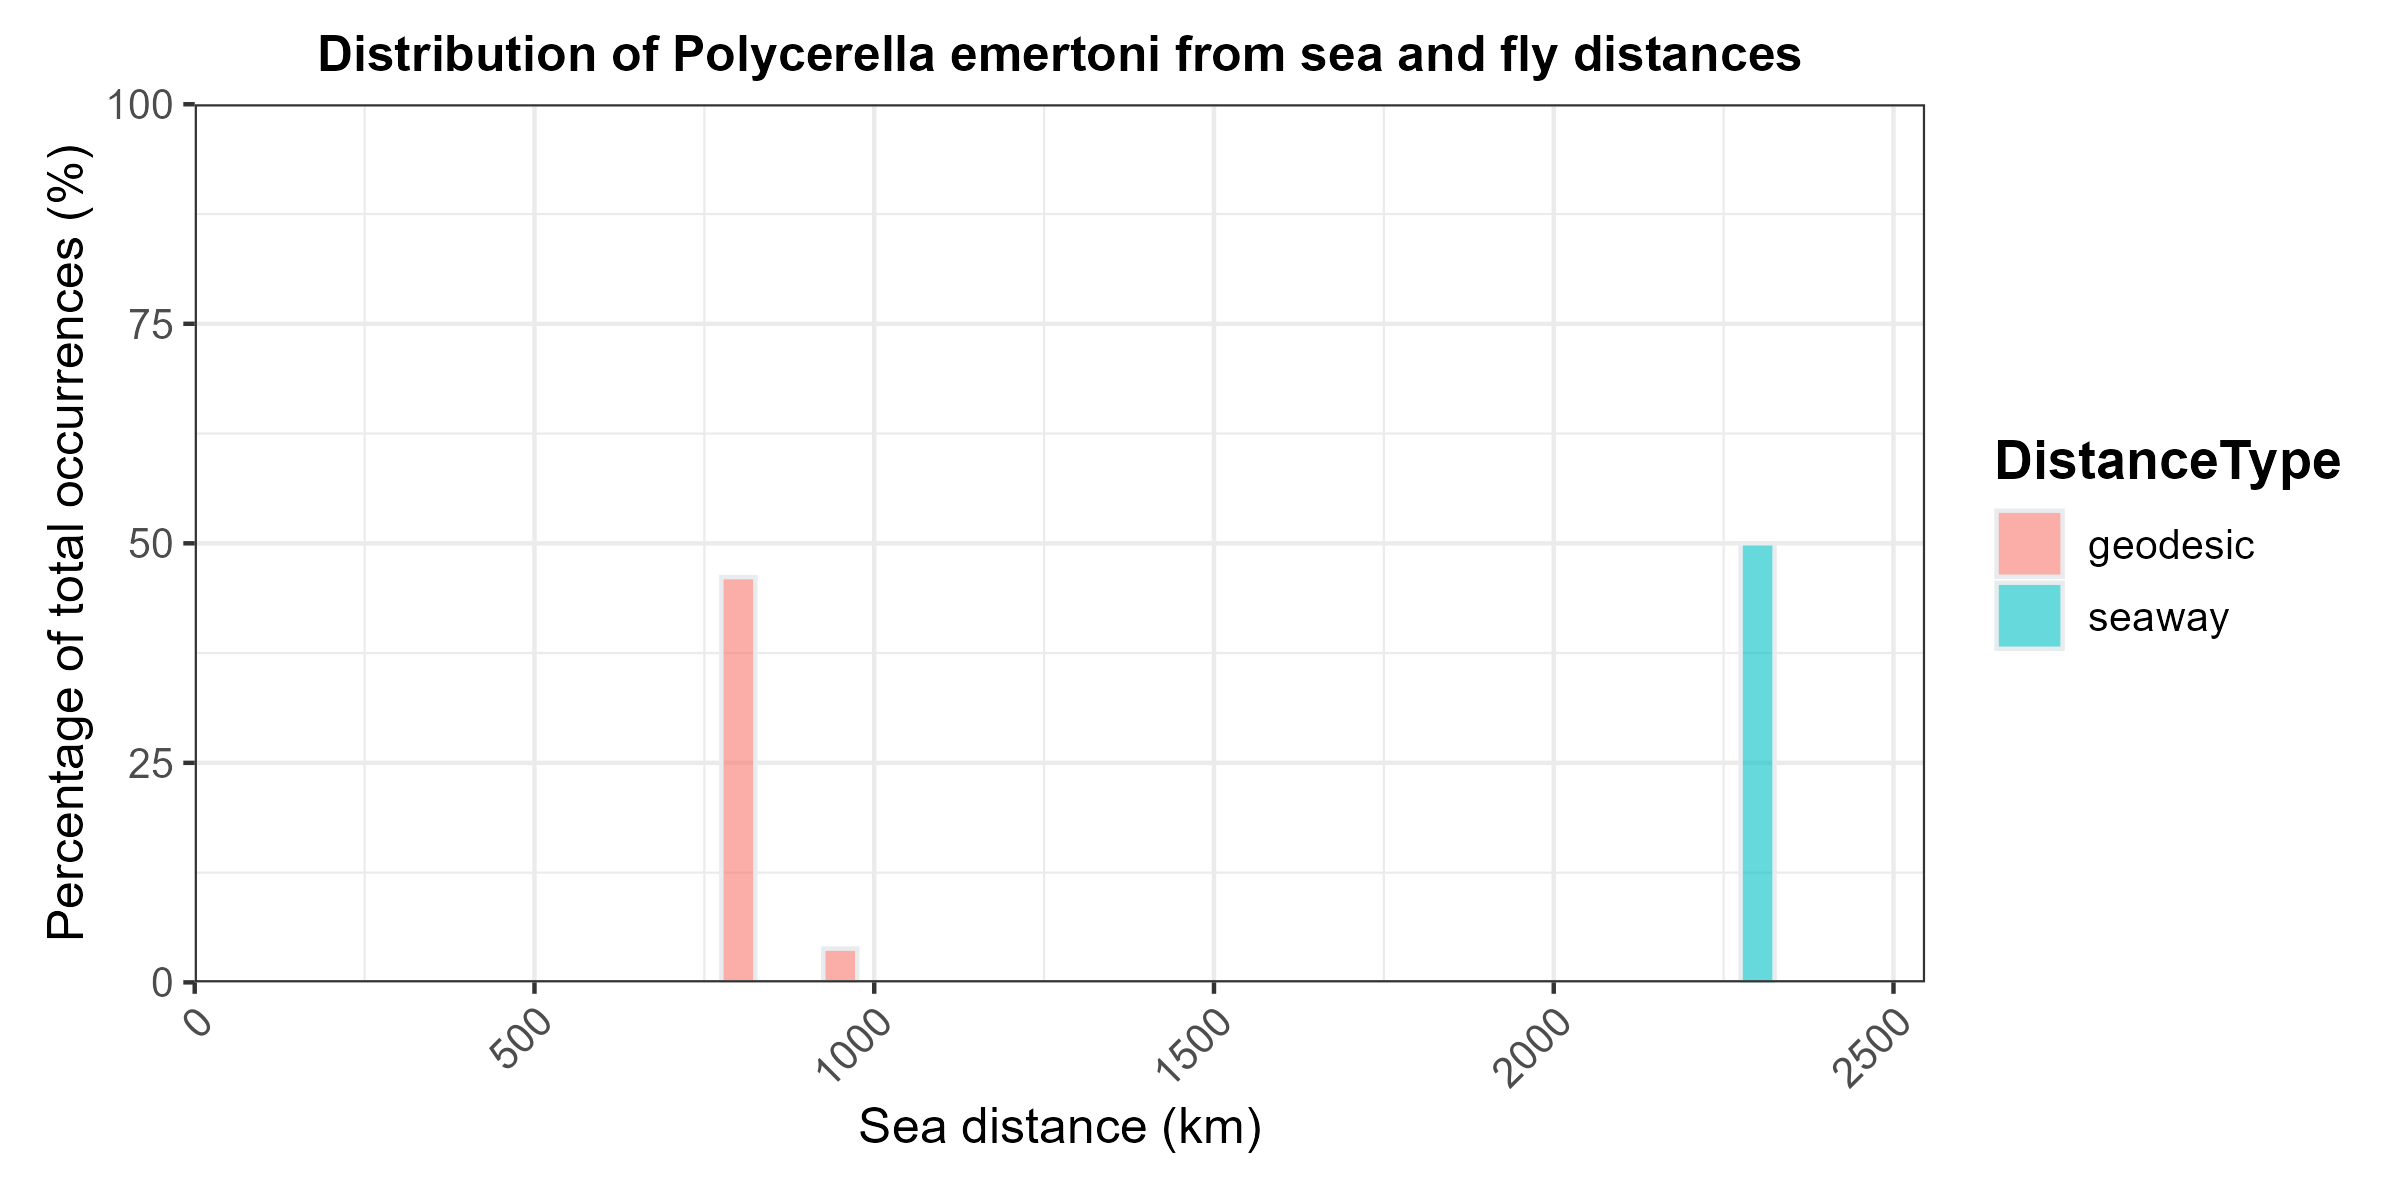 Distribution of Polycerella emertoni from sea and fly distances
Percentage of total occurrences (%)
100
75
50
25
0
0
500
1000
1500
2000
2500
Sea distance (km)
DistanceType
geodesic
seaway